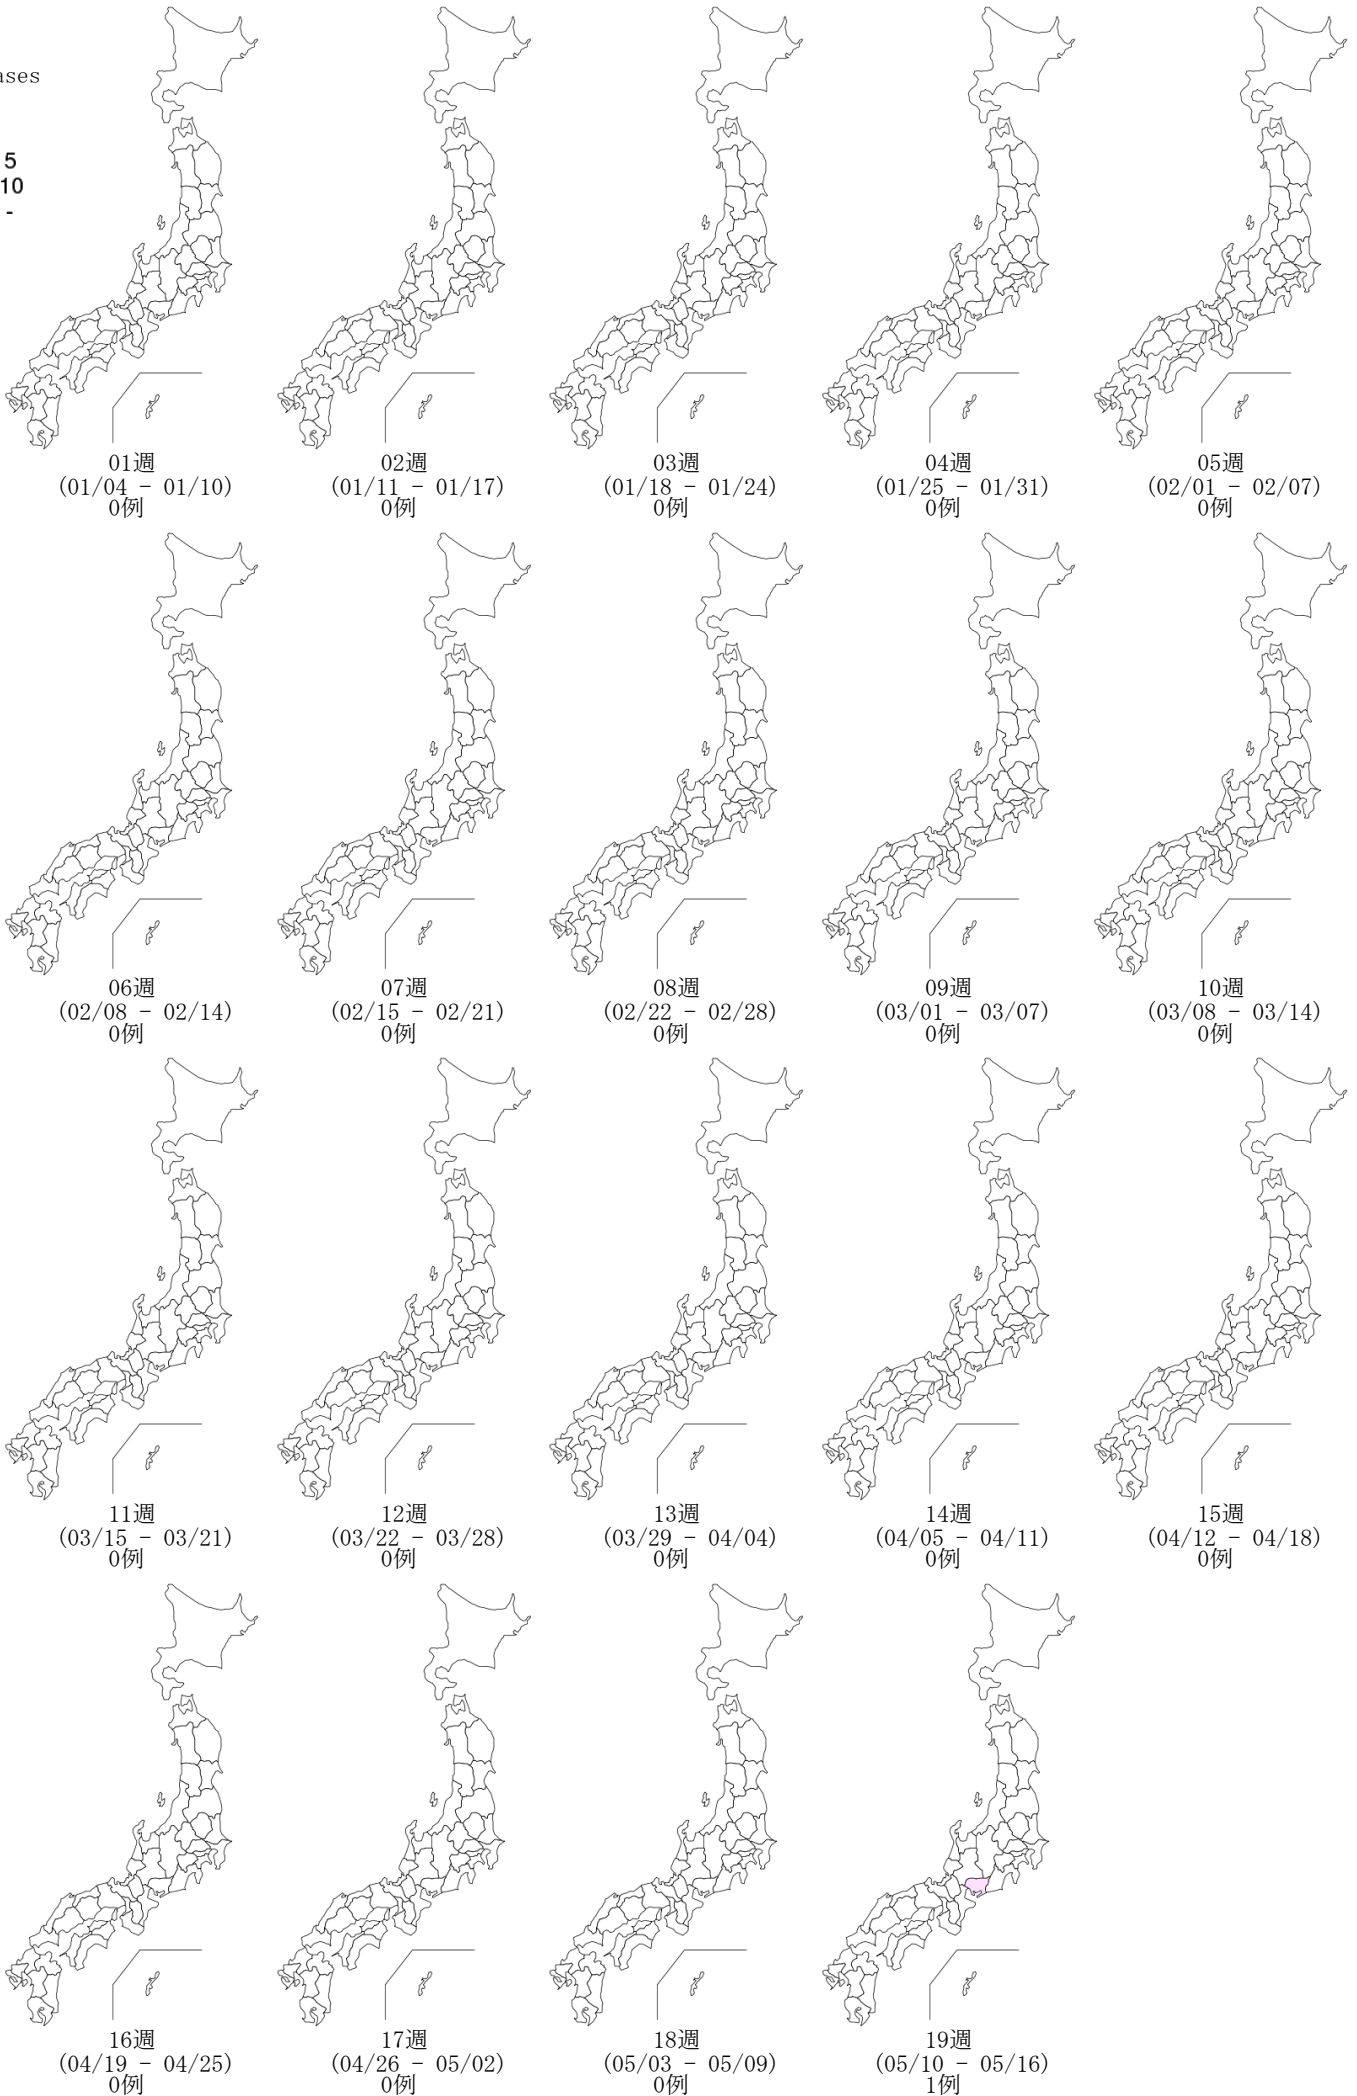 ases
5
10
-
01週
(01/04 - 01/10)
0例
02週
(01/11 - 01/17)
0例
03週
(01/18 - 01/24)
0例
04週
(01/25 - 01/31)
0例
05週
(02/01 - 02/07)
0例
06週
(02/08 - 02/14)
0例
07週
(02/15 - 02/21)
0例
08週
(02/22 - 02/28)
0例
09週
(03/01 - 03/07)
0例
10週
(03/08 - 03/14)
0例
11週
(03/15 - 03/21)
0例
12週
(03/22 - 03/28)
0例
13週
(03/29 - 04/04)
0例
14週
(04/05 - 04/11)
0例
15週
(04/12 - 04/18)
0例
16週
(04/19 - 04/25)
0例
17週
(04/26 - 05/02)
0例
18週
(05/03 - 05/09)
0例
19週
(05/10 - 05/16)
1例